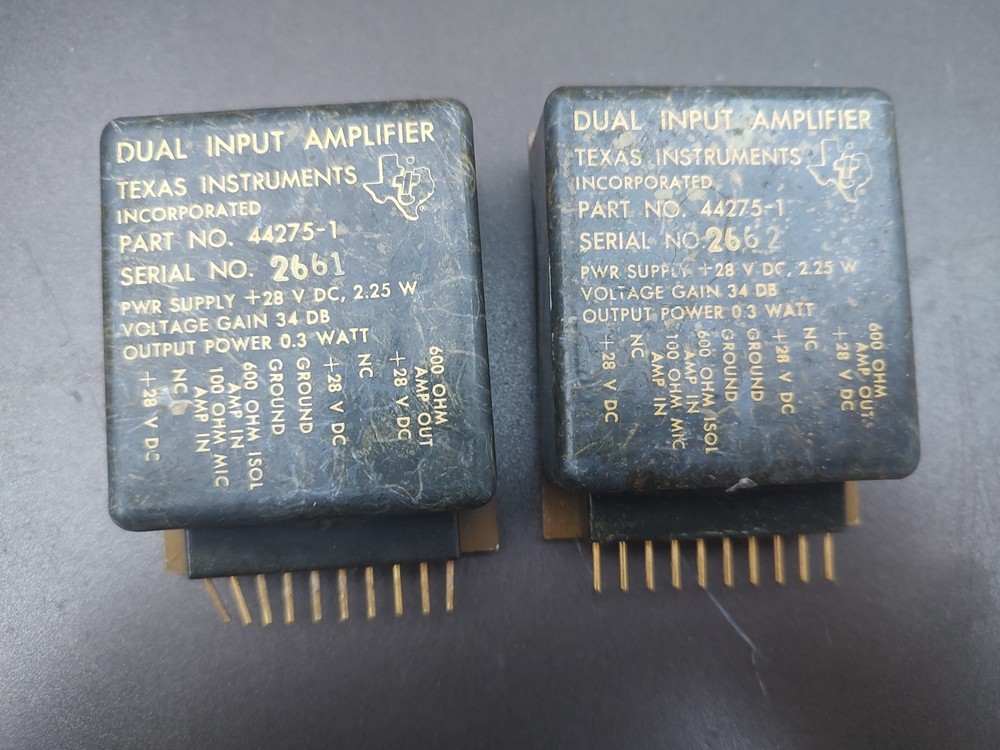 DUAL INPUT AMPLIFIER
TEXAS INSTRUMENTS
INCORPORATED
PART NO. 44275-1
SERIAL NO. 2661
PWR SUPPLY +28 V DC, 2.25 W
VOLTAGE GAIN 34 DB
OUTPUT POWER 0.3 WATT
+28 V DC
NC
100 OHM MIC
AMP IN
600 OHM ISOL
AMP IN
GROUND
GROUND
+28 V DC
NC
+28 V DC
600 OHM
AMP OUT
DUAL INPUT AMPLIFIER
TEXAS INSTRUMENTS
INCORPORATED
PART NO. 44275-1
SERIAL NO 2662
PWR SUPPLY +28 V DC, 2.25 W
VOLTAGE GAIN 34 DB
OUTPUT POWER 0.3 WATT
+28 V DC
NC
100 OHM MIC
AMP IN
600 OHM ISOL
GROUND
GROUND
+28 V DC
NC
+28 V DC
600 OHM
AMP OUT